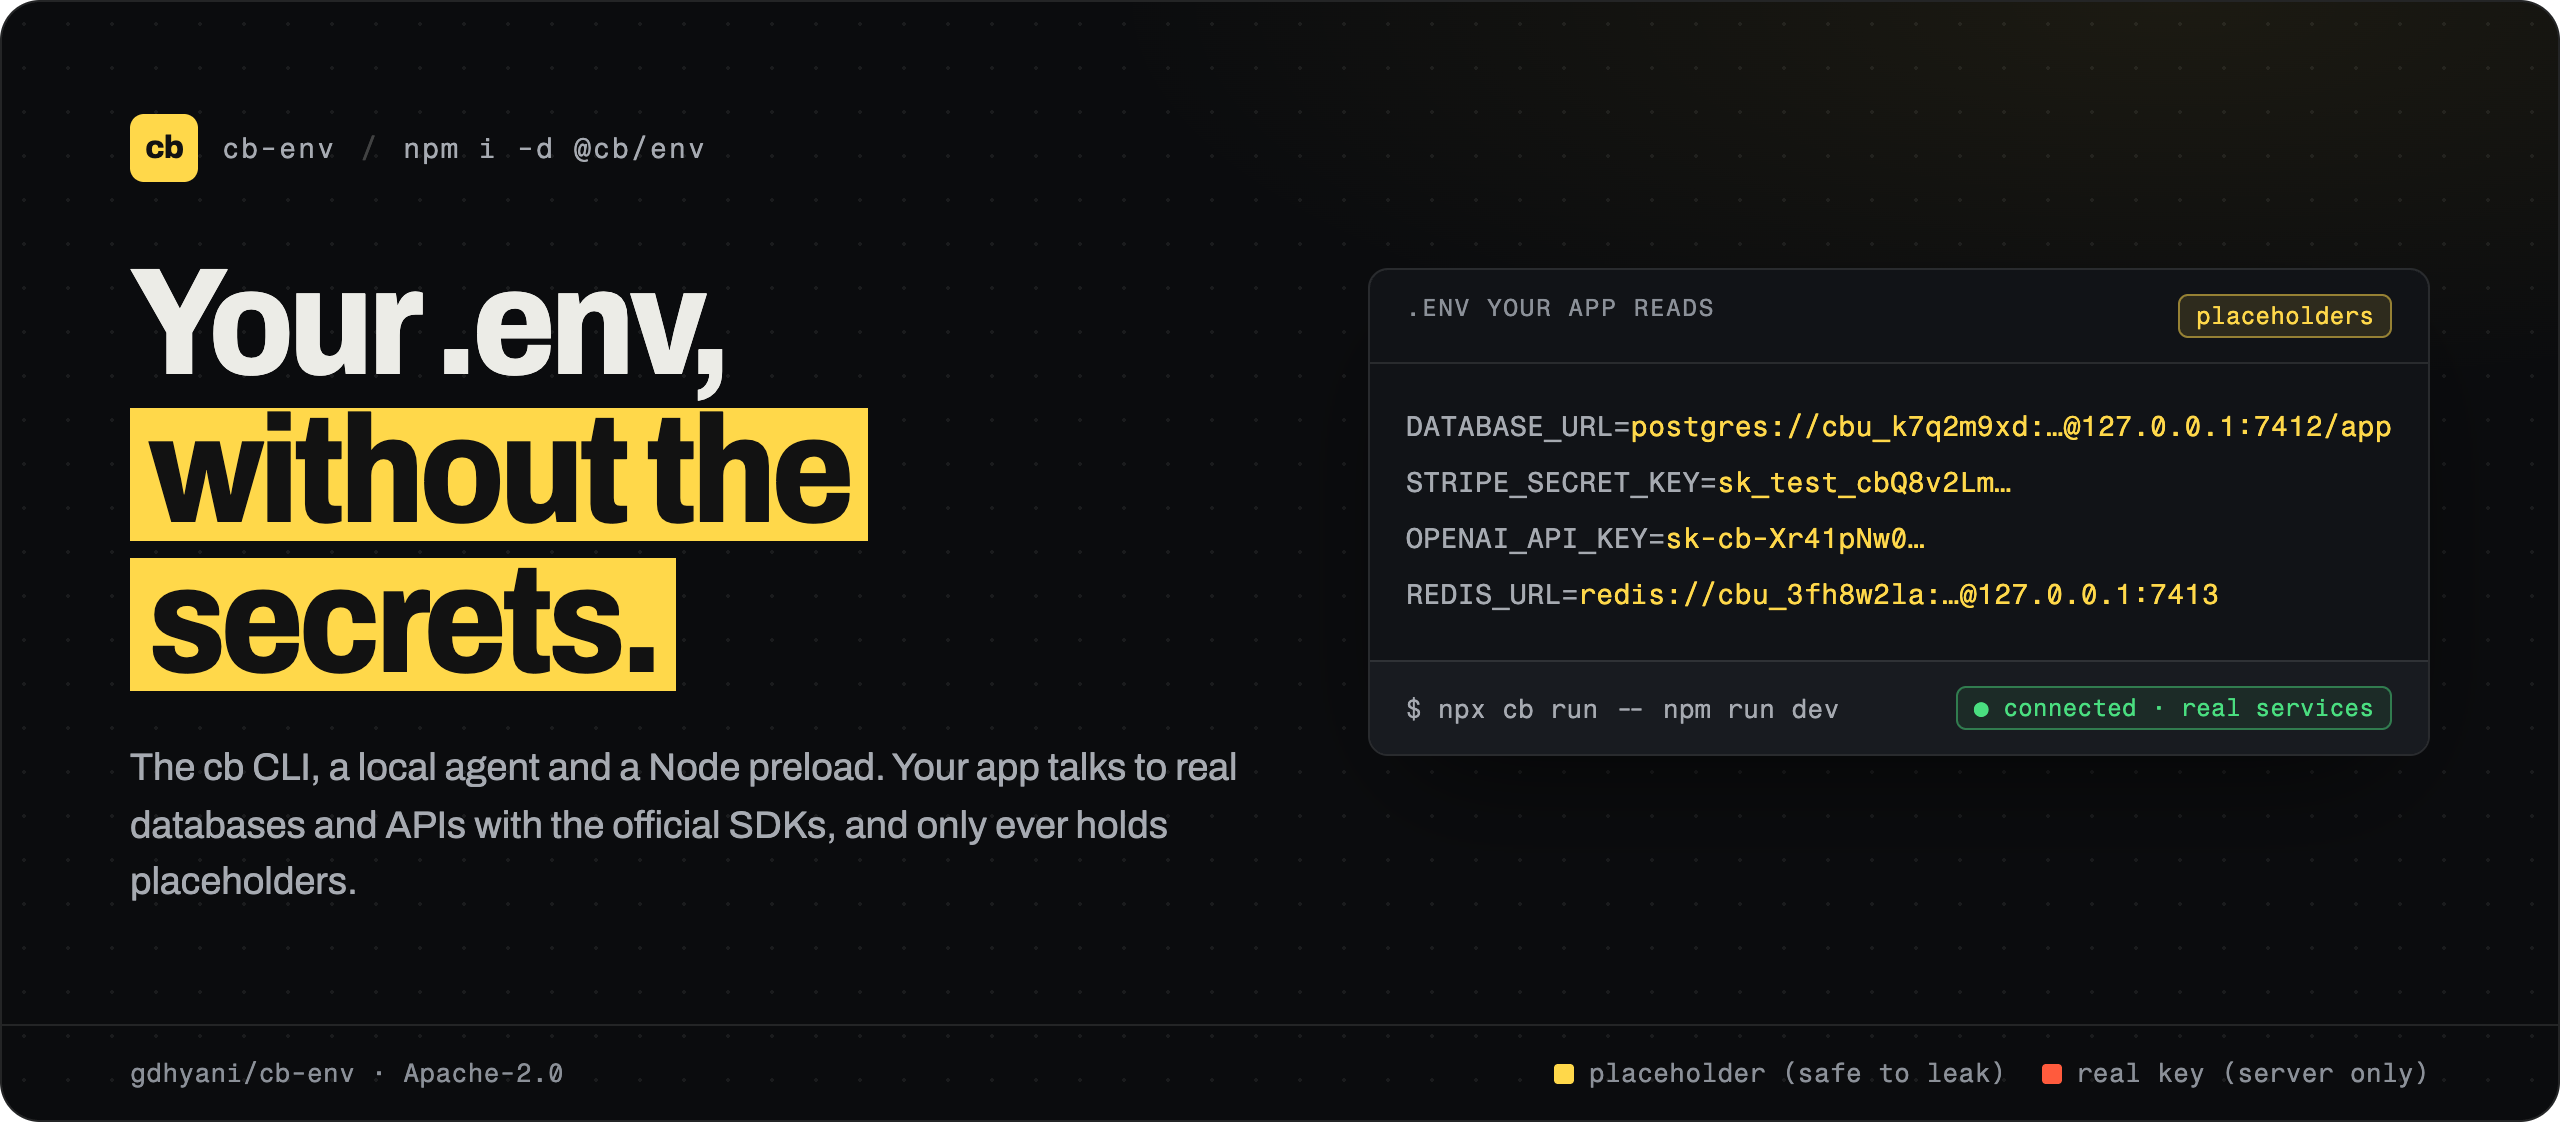 cb cb-env / npm i -d @cb/env
Your .env,
without the
secrets.
The cb CLI, a local agent and a Node preload. Your app talks to real
databases and APIs with the official SDKs, and only ever holds
placeholders.
.ENV YOUR APP READS placeholders
DATABASE_URL=postgres://cbu_k7q2m9xd:…@127.0.0.1:7412/app
STRIPE_SECRET_KEY=sk_test_cbQ8v2Lm…
OPENAI_API_KEY=sk-cb-Xr41pNw0…
REDIS_URL=redis://cbu_3fh8w2la:…@127.0.0.1:7413
$ npx cb run -- npm run dev ● connected · real services
gdhyani/cb-env · Apache-2.0 placeholder (safe to leak) real key (server only)